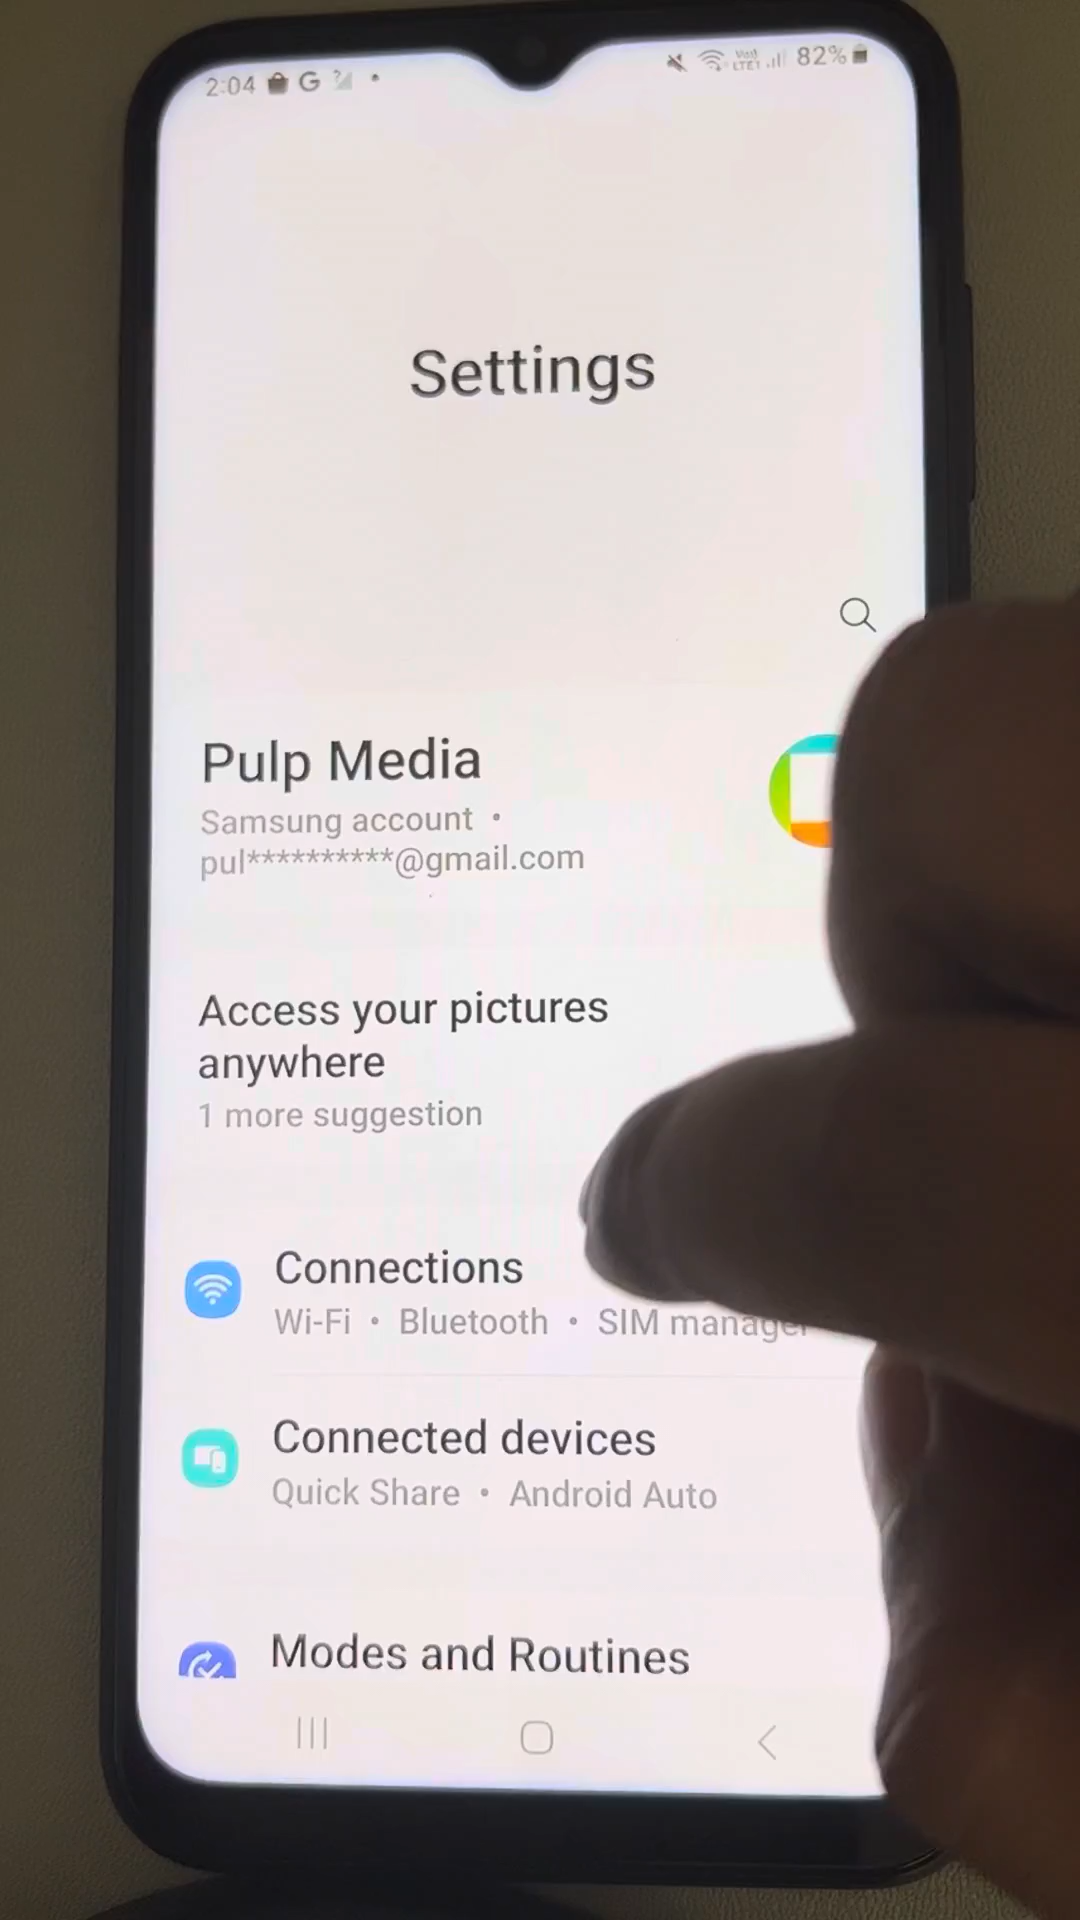 2:04 G
VoLTE1 82%
Settings
Pulp Media
Samsung account •
pul**********@gmail.com
Access your pictures
anywhere
1 more suggestion
Connections
Wi-Fi • Bluetooth • SIM manager
Connected devices
Quick Share • Android Auto
Modes and Routines